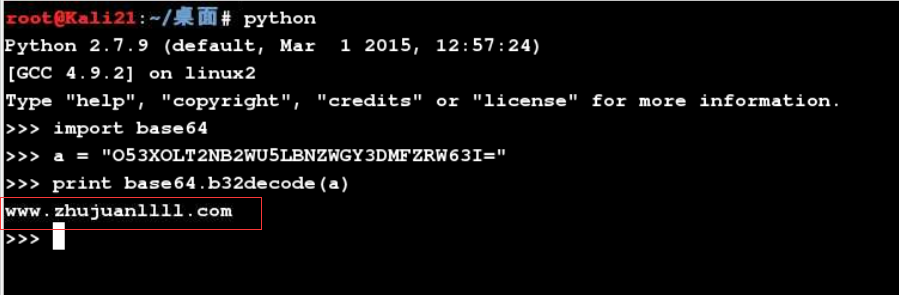 root@Kali21:~/桌面# python
Python 2.7.9 (default, Mar  1 2015, 12:57:24)
[GCC 4.9.2] on linux2
Type "help", "copyright", "credits" or "license" for more information.
>>> import base64
>>> a = "O53XOLT2NB2WU5LBNZWGY3DMFZRW63I="
>>> print base64.b32decode(a)
www.zhujuanllll.com
>>>